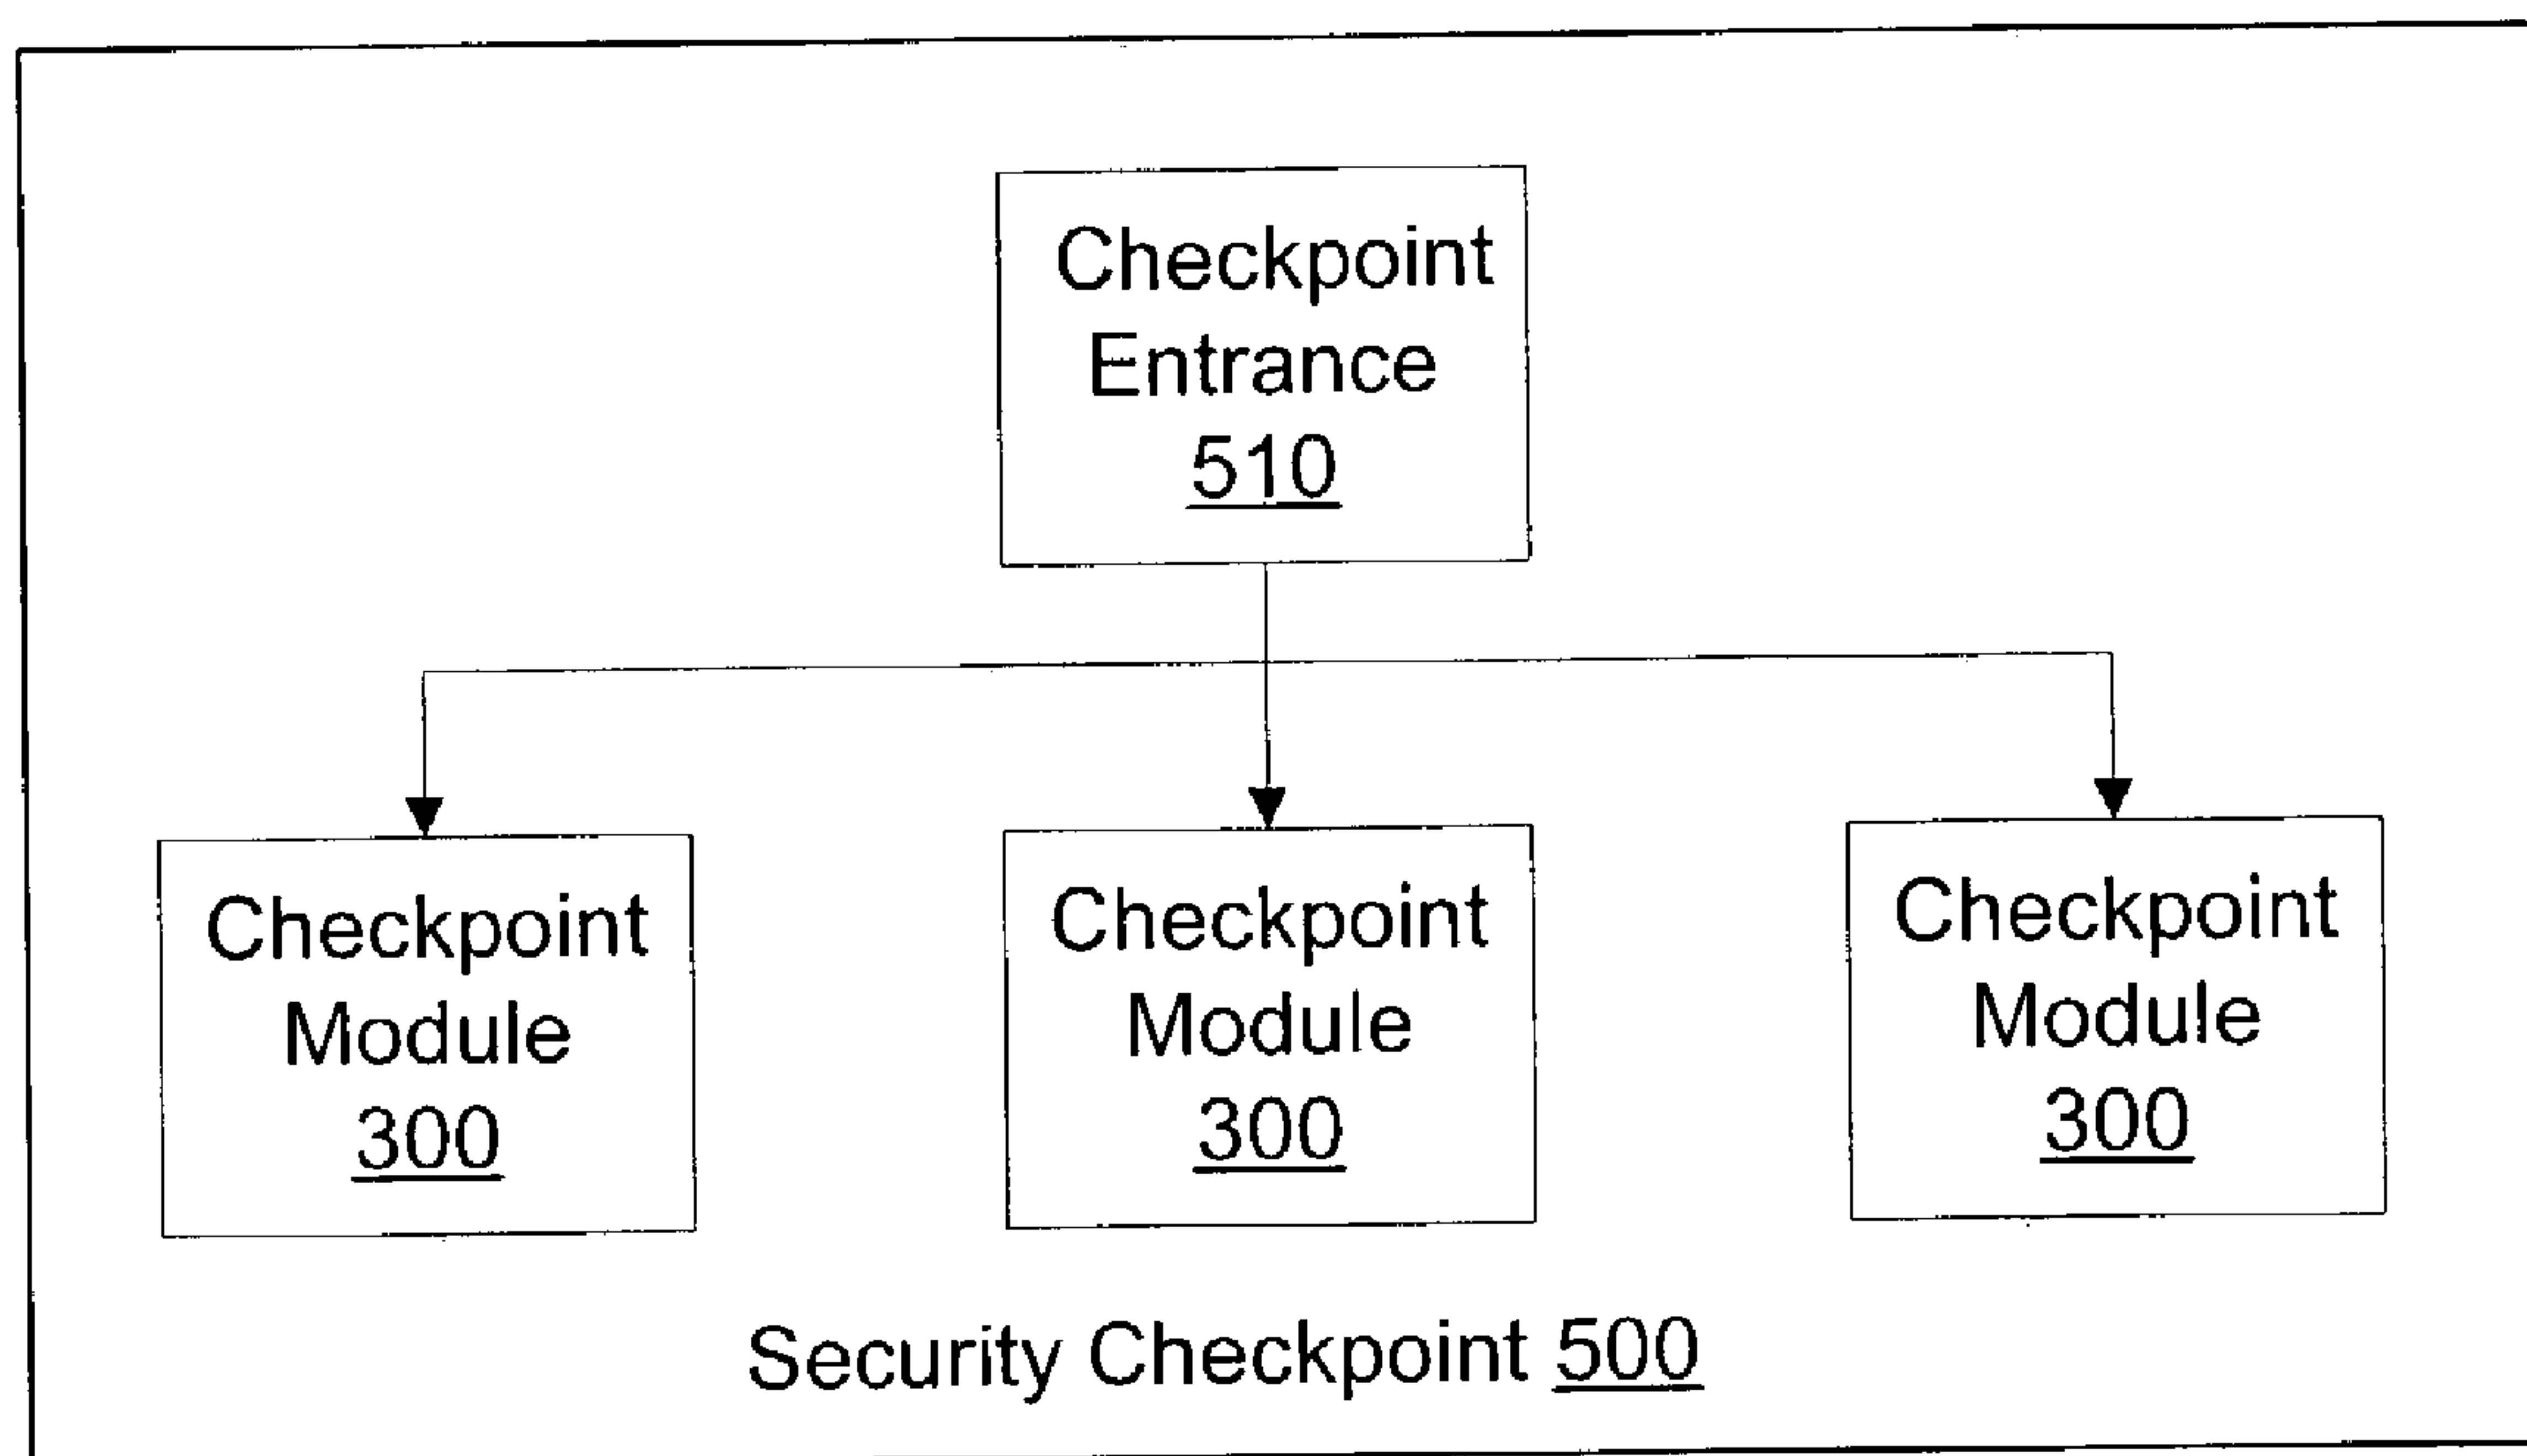 Checkpoint
Entrance
510
Checkpoint
Module
300
Checkpoint
Module
300
Checkpoint
Module
300
Security Checkpoint 500